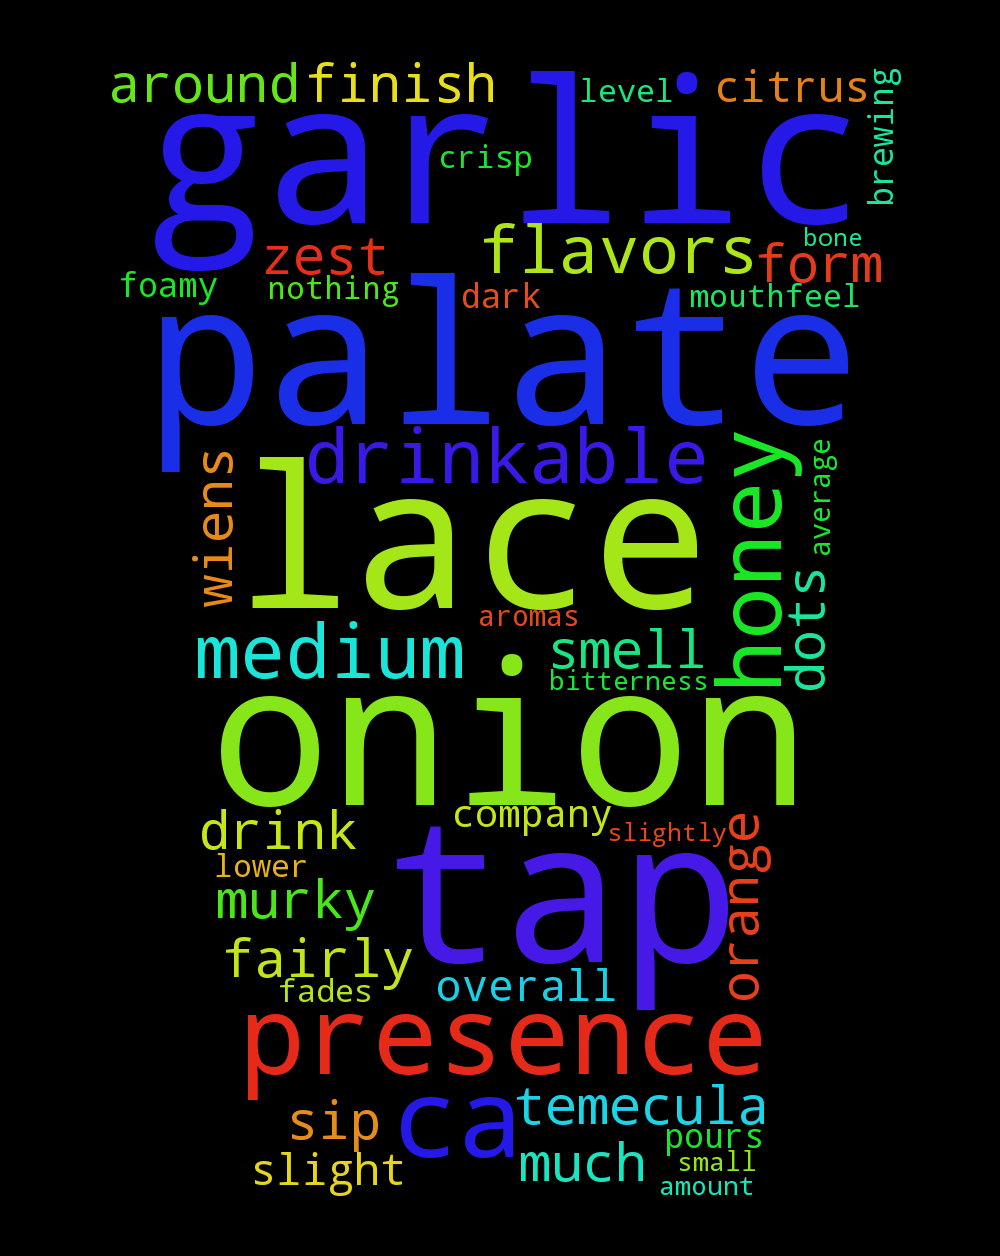 around finish level citrus
brewing
garlic
crisp
zest flavors bone
form
foamy nothing dark mouthfeel
palate
wiens drinkable honey average
lace
dots
aromas
medium smell
bitterness
onion
drink company
slightly orange
lower
tap
murky
fairly
fades overall
presence
sip ca temecula
pours
slight much small
amount